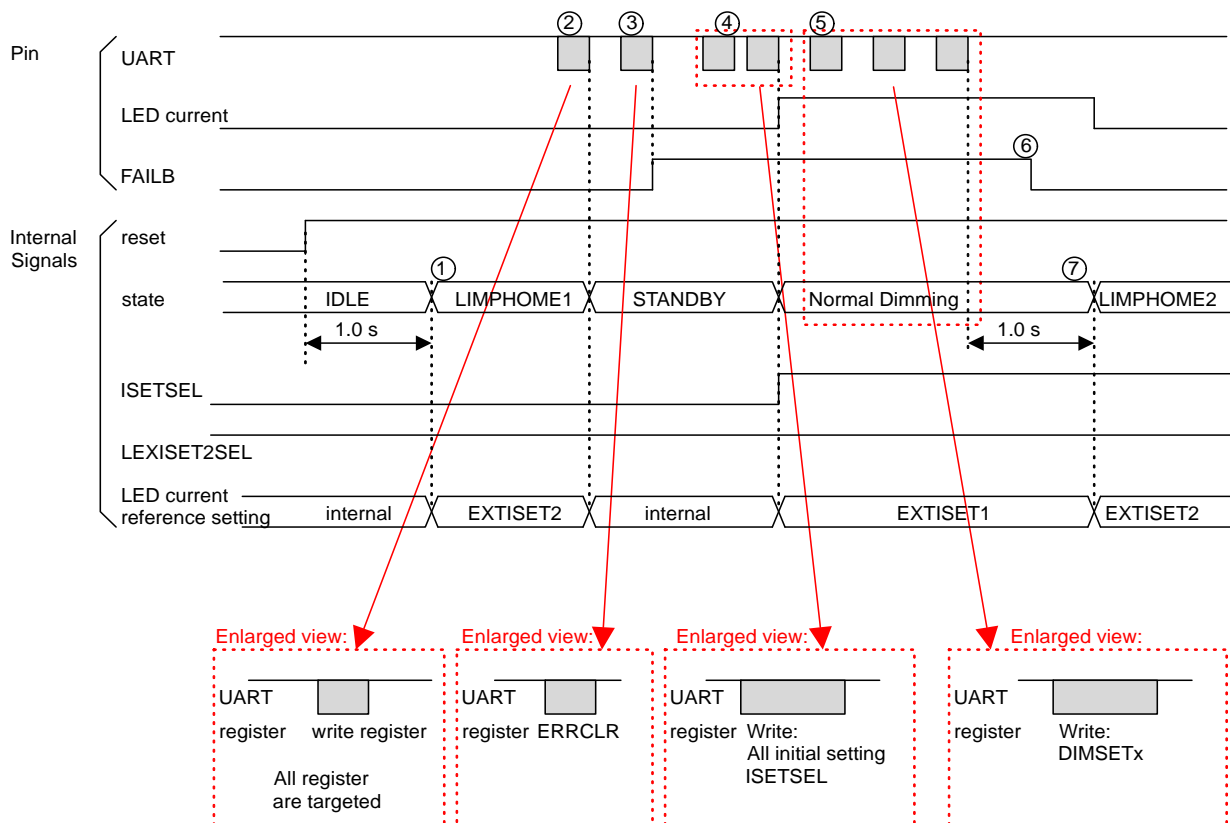 ② ③ ④ ⑤
Pin
UART
LED current
⑥
FAILB
Internal
Signals
reset
① ⑦
state IDLE LIMPHOME1 STANDBY Normal Dimming LIMPHOME2
1.0 s 1.0 s
ISETSEL
LEXISET2SEL
LED current
reference setting internal EXTISET2 internal EXTISET1 EXTISET2
Enlarged view:
UART
register write register
All register
are targeted
Enlarged view:
UART
register ERRCLR
Enlarged view:
UART
register Write:
All initial setting
ISETSEL
Enlarged view:
UART
register Write:
DIMSETx